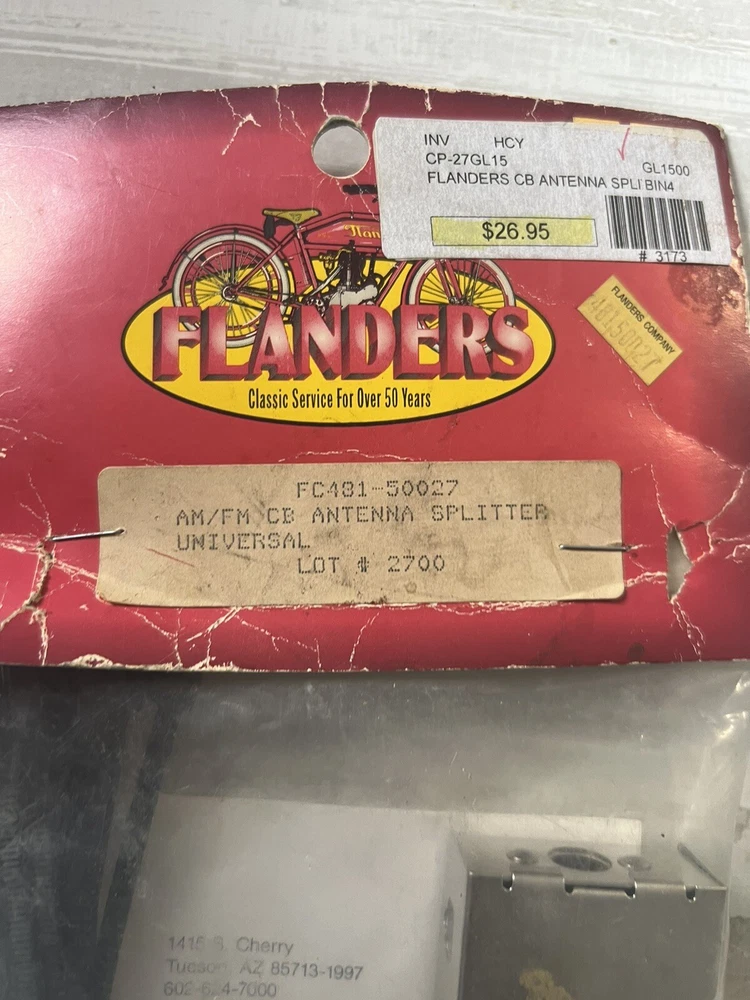 INV HCY
CP-27GL15 GL1500
FLANDERS CB ANTENNA SPLI BIN4
$26.95
# 3173
FLANDERS COMPANY
48150027
FLANDERS
Classic Service For Over 50 Years
FC481-50027
AM/FM CB ANTENNA SPLITTER
UNIVERSAL
LOT # 2700
1415 S. Cherry
Tucson, AZ 85713-1997